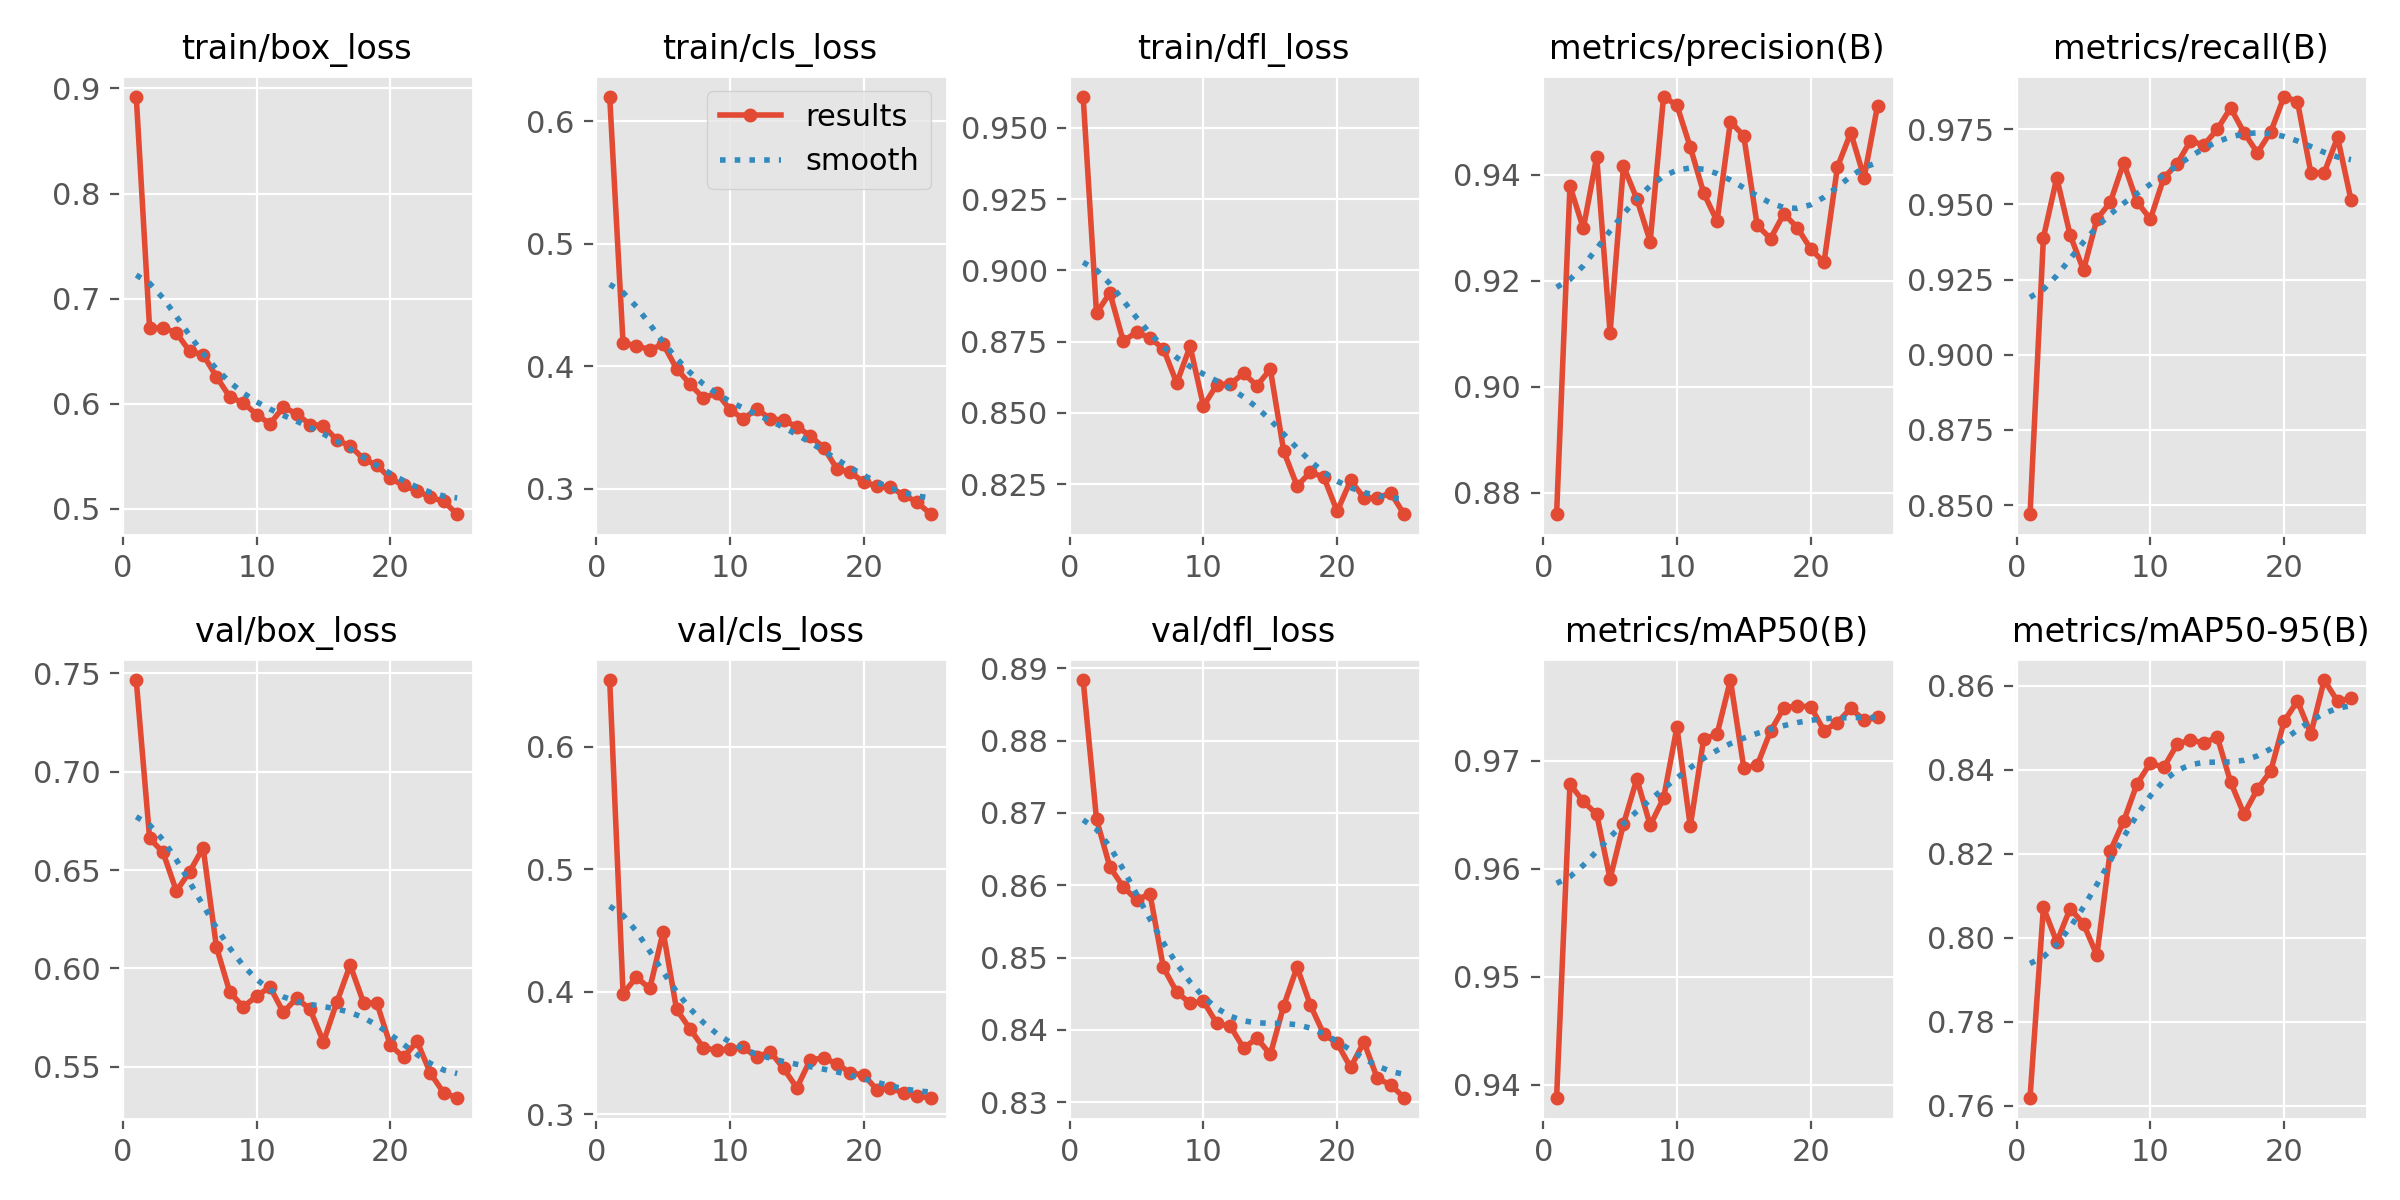 train/box_loss
0.9
0.8
0.7
0.6
0.5
0 10 20
train/cls_loss
results
smooth
0.6
0.5
0.4
0.3
0 10 20
train/dfl_loss
0.950
0.925
0.900
0.875
0.850
0.825
0 10 20
metrics/precision(B)
0.94
0.92
0.90
0.88
0 10 20
metrics/recall(B)
0.975
0.950
0.925
0.900
0.875
0.850
0 10 20
val/box_loss
0.75
0.70
0.65
0.60
0.55
0 10 20
val/cls_loss
0.6
0.5
0.4
0.3
0 10 20
val/dfl_loss
0.89
0.88
0.87
0.86
0.85
0.84
0.83
0 10 20
metrics/mAP50(B)
0.97
0.96
0.95
0.94
0 10 20
metrics/mAP50-95(B)
0.86
0.84
0.82
0.80
0.78
0.76
0 10 20